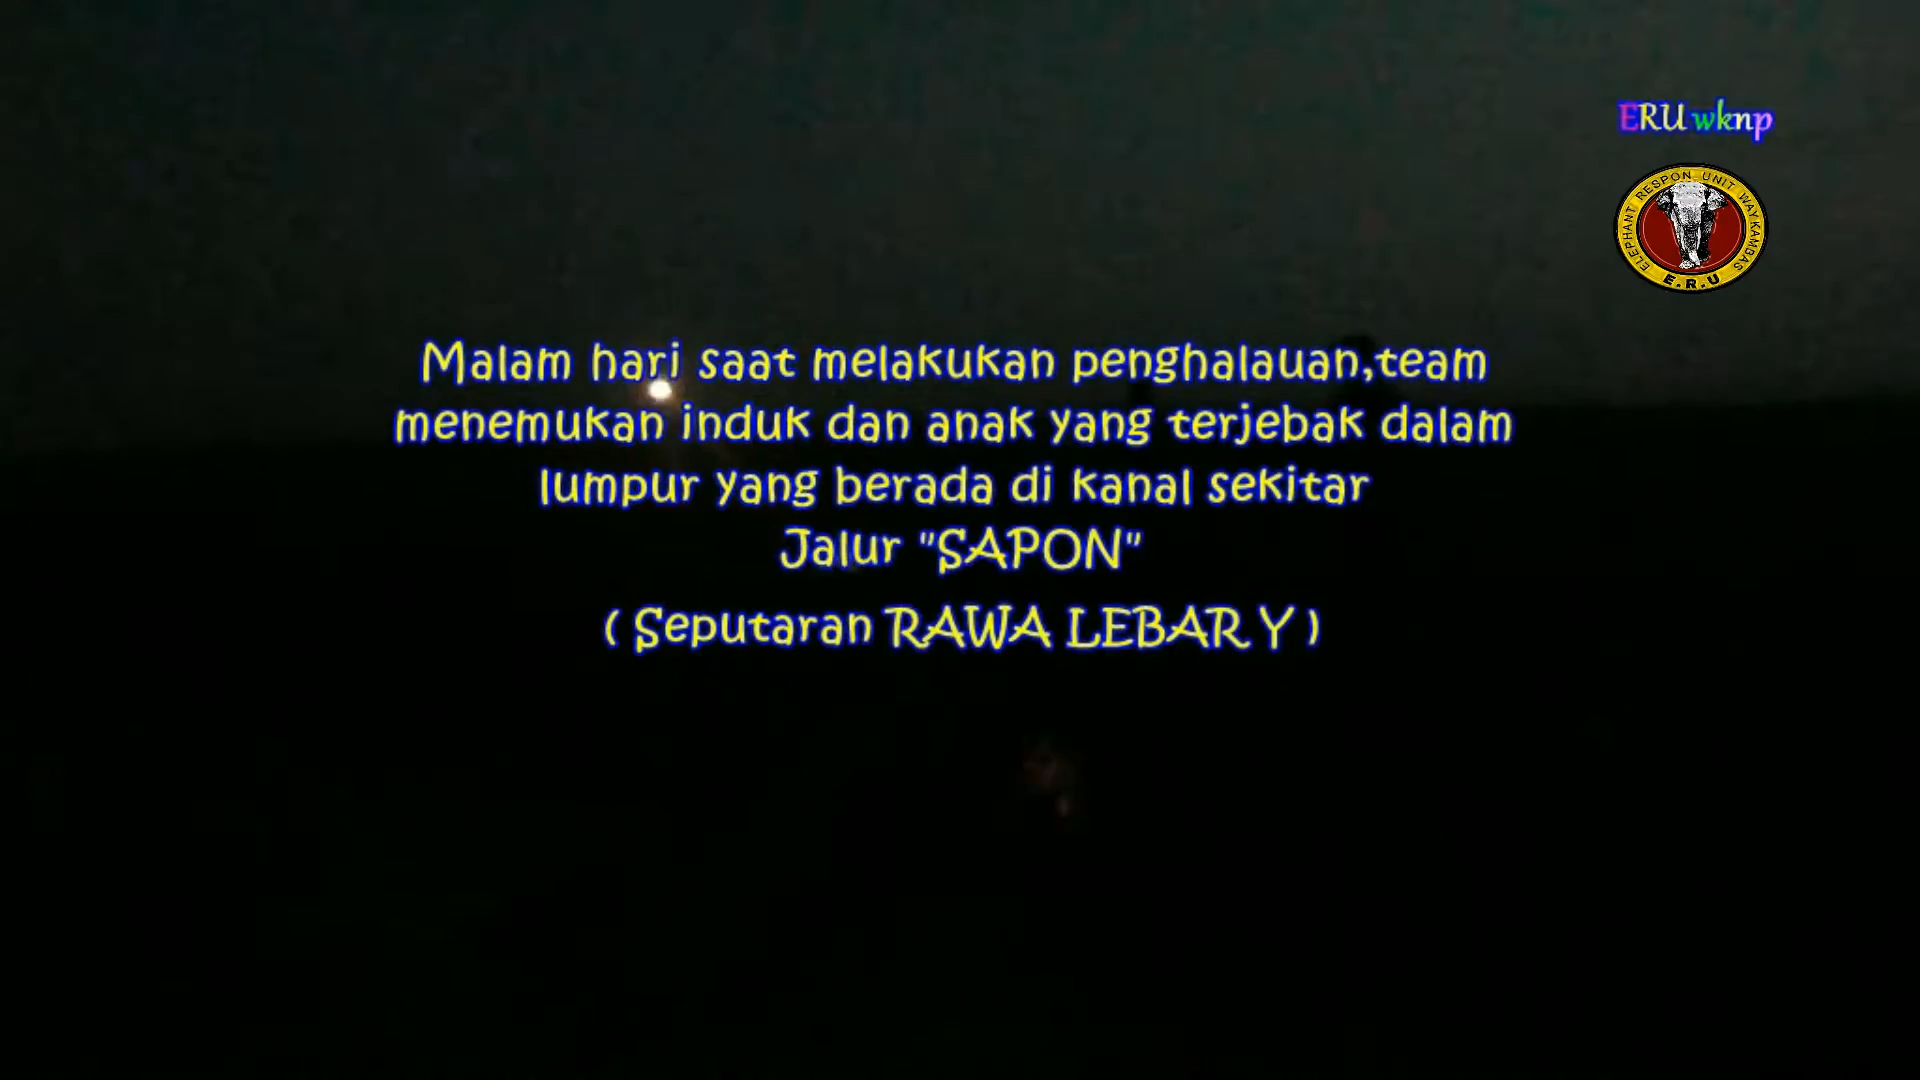 ERU wknp
ELEPHANT RESPON UNIT WAY KAMBAS
E.R.U
Malam hari saat melakukan penghalauan,team
menemukan induk dan anak yang terjebak dalam
lumpur yang berada di kanal sekitar
Jalur "SAPON"
( Seputaran RAWA LEBAR Y )